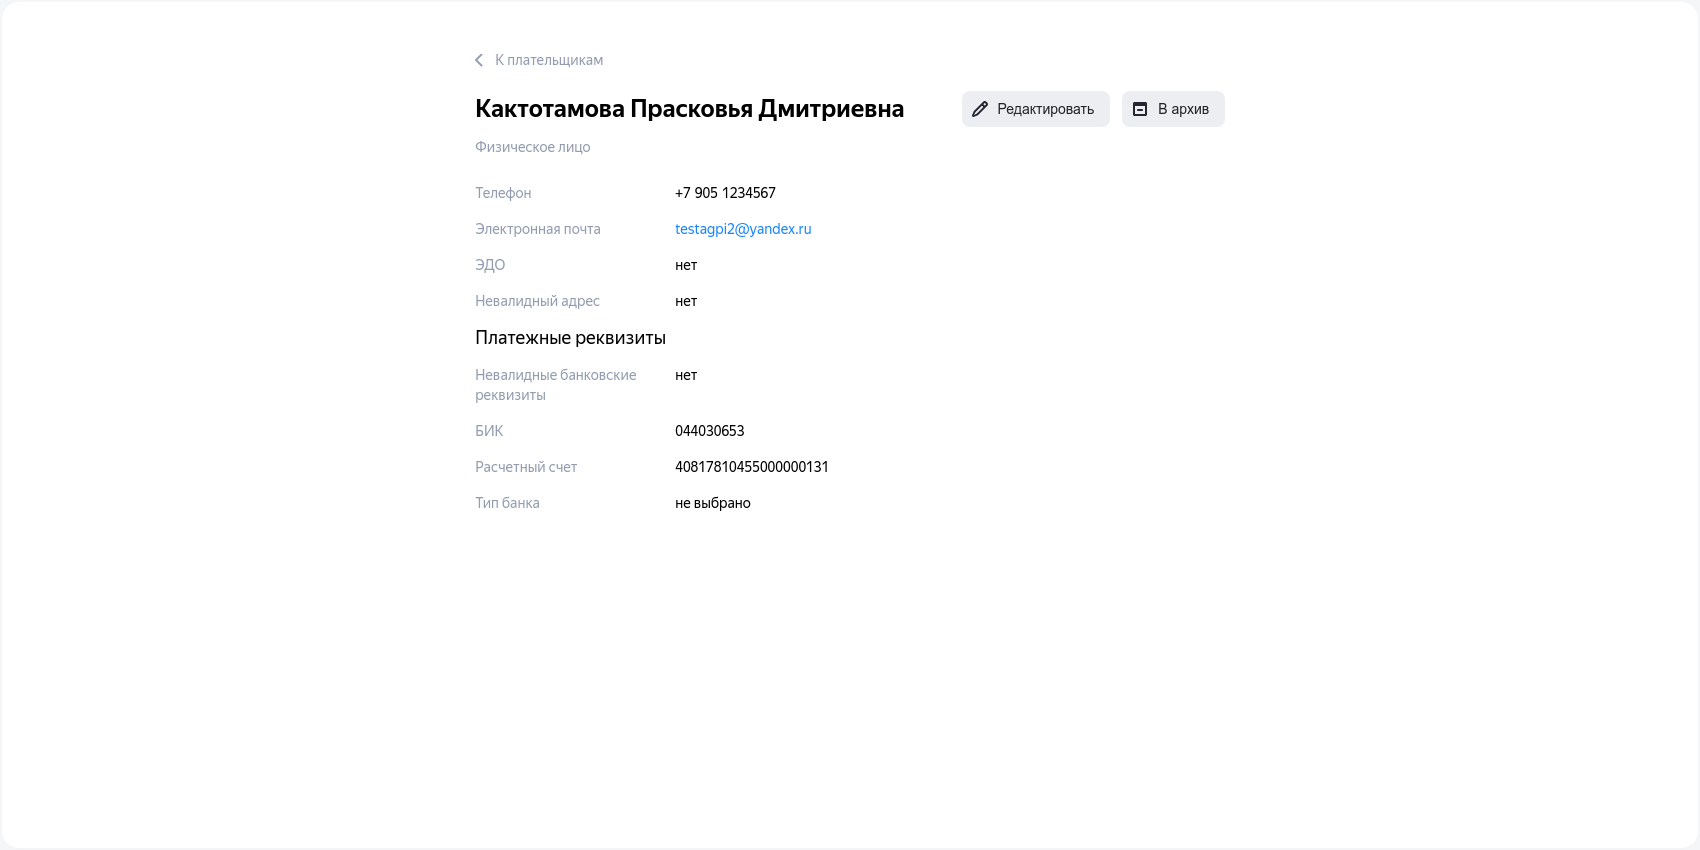 К плательщикам
Кактотамова Прасковья Дмитриевна
Редактировать
В архив
Физическое лицо
Телефон +7 905 1234567
Электронная почта testagpi2@yandex.ru
ЭДО нет
Невалидный адрес нет
Платежные реквизиты
Невалидные банковские нет
реквизиты
БИК 044030653
Расчетный счет 40817810455000000131
Тип банка не выбрано